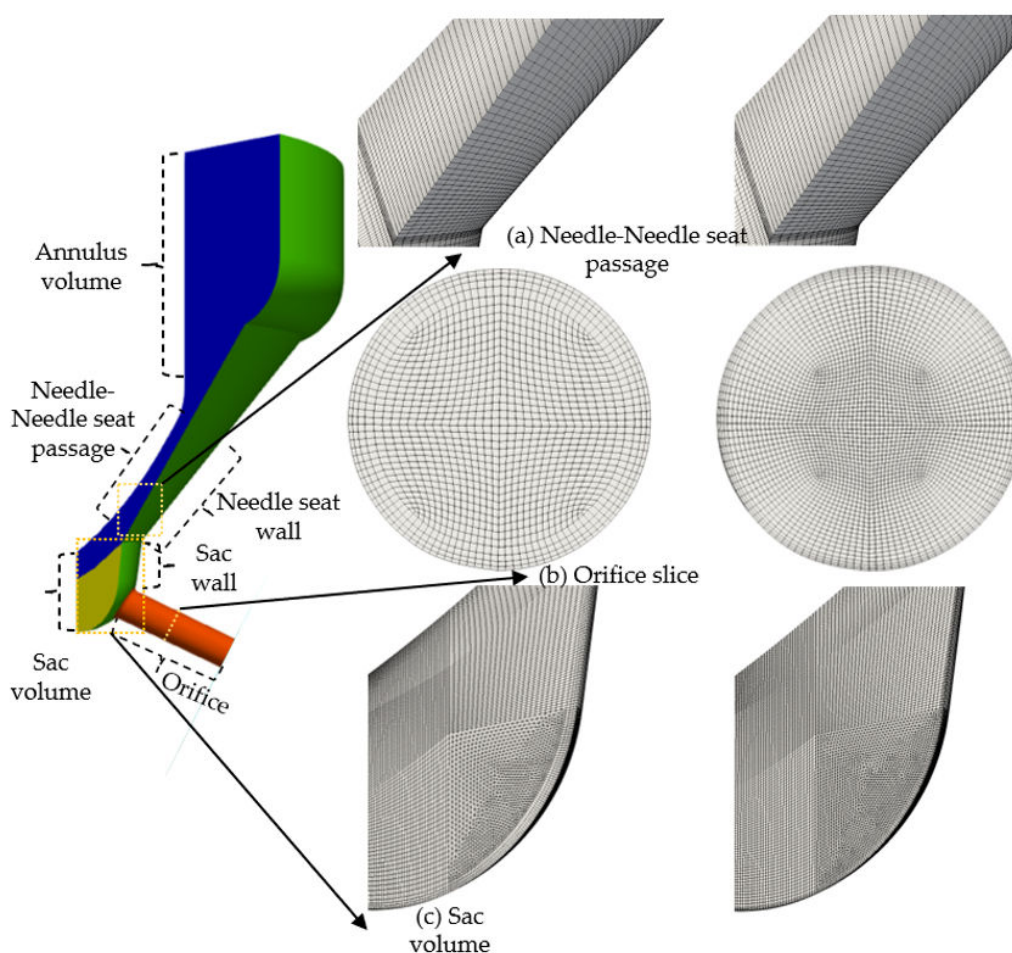 Annulus
volume
Needle-
Needle seat
passage
Needle seat
wall
Sac
wall
Sac
volume
Orifice
(a) Needle-Needle seat
passage
(b) Orifice slice
(c) Sac
volume